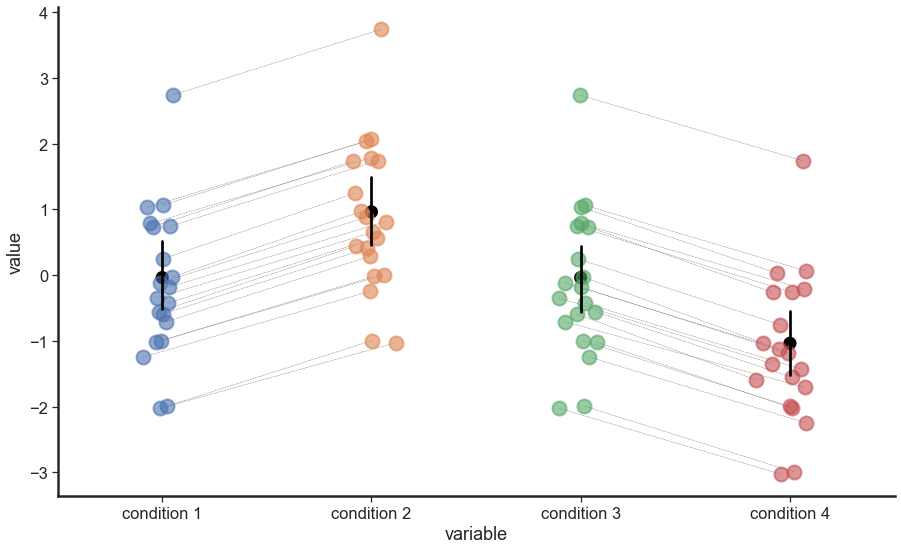 4
3
2
1
0
−1
−2
−3
value
condition 1
condition 2
condition 3
condition 4
variable